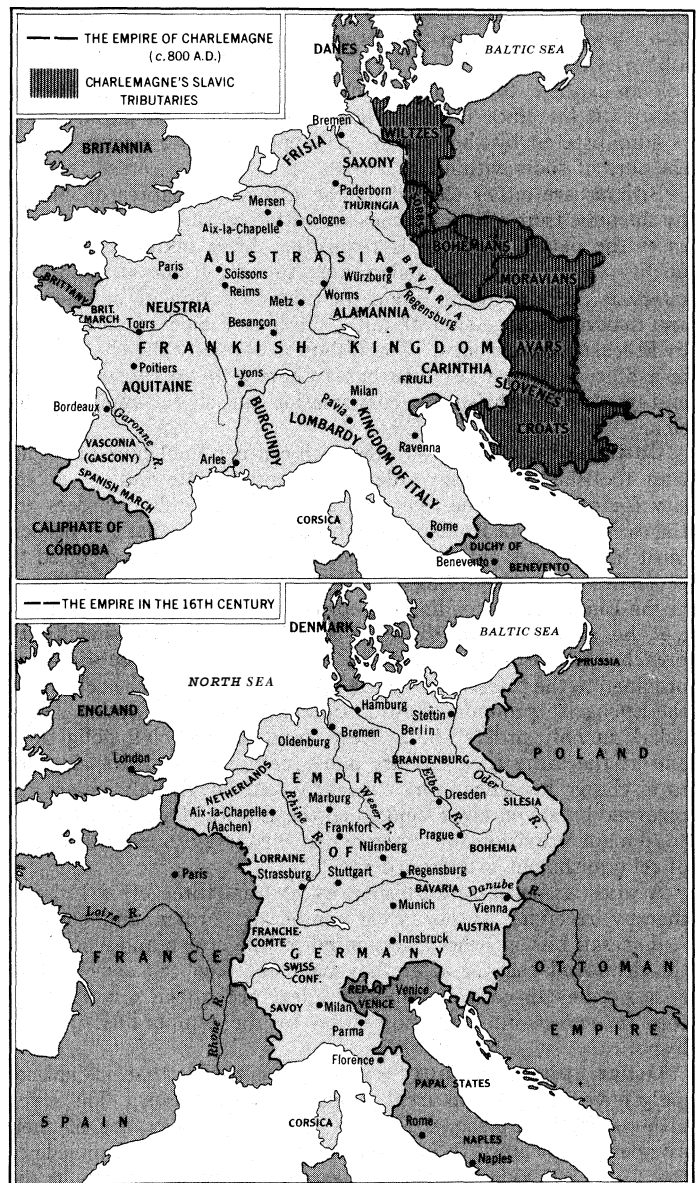 THE EMPIRE OF CHARLEMAGNE
(c. 800 A.D.)
CHARLEMAGNE'S SLAVIC
TRIBUTARIES
DANES
BALTIC SEA
BRITANNIA
Bremen
WILTZES
FRISIA
SAXONY
Paderborn
THURINGIA
SORBS
Mersen
Aix-la-Chapelle
Cologne
BOHEMIANS
AUSTRASIA
BAVARIA
MORAVIANS
Paris
Soissons
Reims
Würzburg
BRITTANY
Metz
Worms
Regensburg
BRIT.
MARCH
NEUSTRIA
ALAMANNIA
Tours
Besançon
FRANKISH KINGDOM
AVARS
Poitiers
CARINTHIA
AQUITAINE
Lyons
FRIULI
SLOVENES
Milan
Bordeaux
Garonne R.
BURGUNDY
Pavia
LOMBARDY
KINGDOM OF ITALY
CROATS
VASCONIA
(GASCONY)
Ravenna
Arles
SPANISH MARCH
CORSICA
CALIPHATE OF
CÓRDOBA
Rome
DUCHY OF
BENEVENTO
Benevento
THE EMPIRE IN THE 16TH CENTURY
DENMARK
BALTIC SEA
PRUSSIA
NORTH SEA
ENGLAND
Hamburg
Stettin
Oldenburg
Bremen
Berlin
POLAND
London
BRANDENBURG
NETHERLANDS
EMPIRE
Elbe R.
Oder R.
Rhine R.
Weser R.
Marburg
Dresden
SILESIA
Aix-la-Chapelle
(Aachen)
Frankfort
Prague
OF
Nürnberg
BOHEMIA
LORRAINE
Paris
Strassburg
Stuttgart
Regensburg
BAVARIA
Danube R.
Munich
Vienna
Loire R.
AUSTRIA
FRANCHE-
COMTE
Innsbruck
FRANCE
GERMANY
SWISS
CONF.
OTTOMAN
EMPIRE
REP. OF
VENICE
Venice
SAVOY
Milan
Rhone R.
Parma
Florence
PAPAL STATES
SPAIN
CORSICA
Rome
NAPLES
Naples